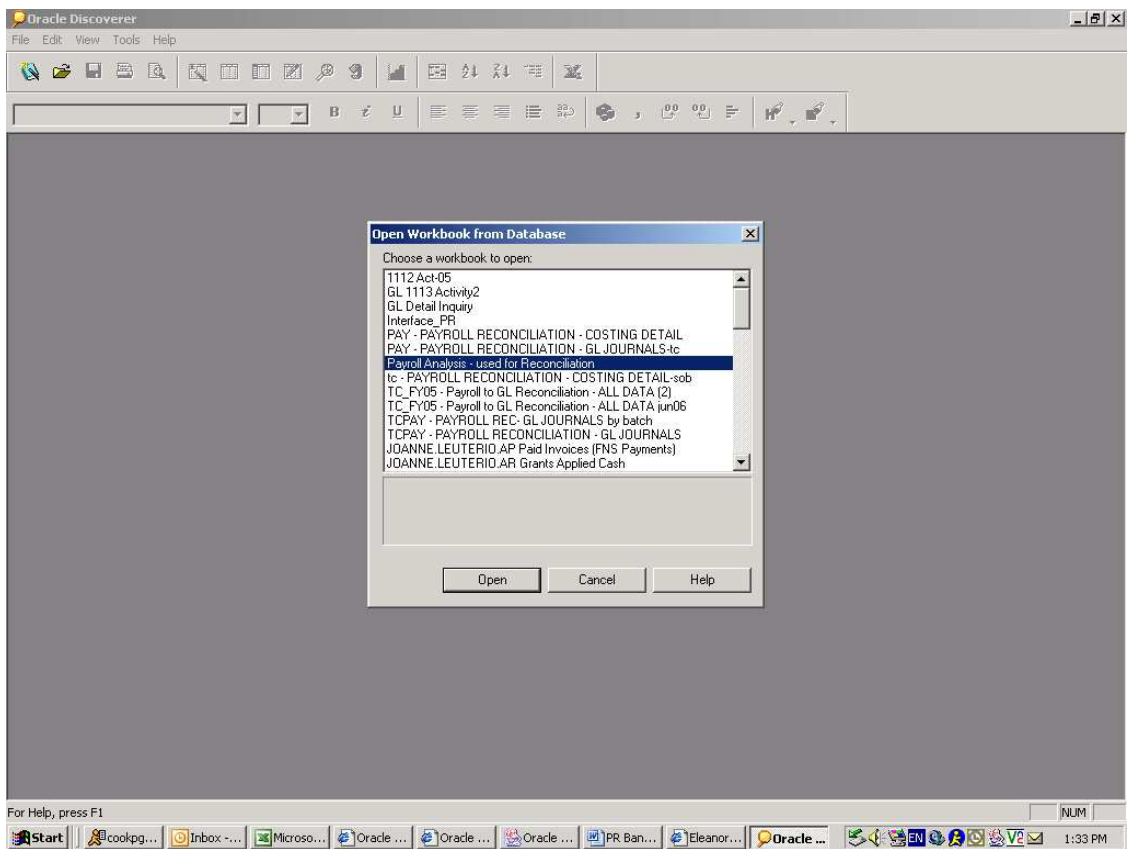 Oracle Discoverer
File Edit View Tools Help
B i U
Open Workbook from Database
Choose a workbook to open:
1112 Act-05
GL 1113 Activity2
GL Detail Inquiry
Interface_PR
PAY - PAYROLL RECONCILIATION - COSTING DETAIL
PAY - PAYROLL RECONCILIATION - GL JOURNALS-tc
Payroll Analysis - used for Reconciliation
tc - PAYROLL RECONCILIATION - COSTING DETAIL-sob
TC_FY05 - Payroll to GL Reconciliation - ALL DATA (2)
TC_FY05 - Payroll to GL Reconciliation - ALL DATA jun06
TCPAY - PAYROLL REC- GL JOURNALS by batch
TCPAY - PAYROLL RECONCILIATION - GL JOURNALS
JOANNE.LEUTERIO.AP Paid Invoices (FNS Payments)
JOANNE.LEUTERIO.AR Grants Applied Cash
Open Cancel Help
For Help, press F1 NUM
Start cookpg... Inbox -... Microso... Oracle ... Oracle ... Oracle ... PR Ban... Eleanor... Oracle ... EN 1:33 PM